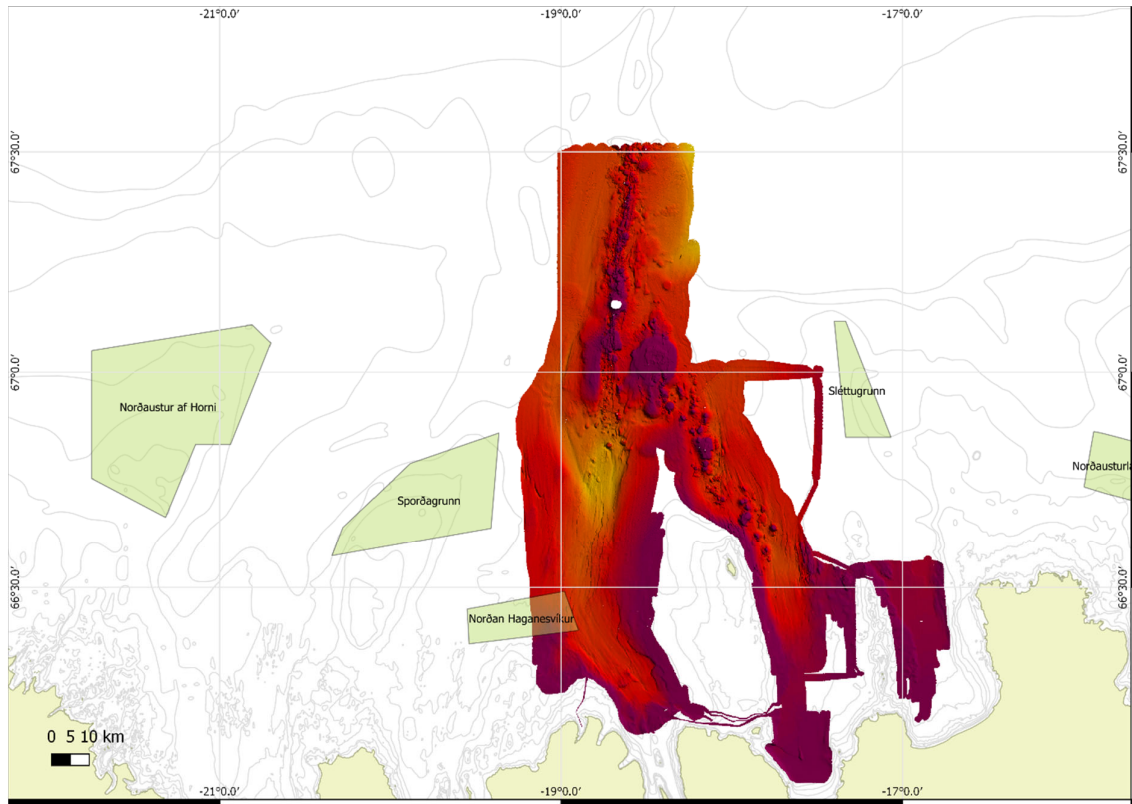 -21°0.0′ -19°0.0′ -17°0.0′
67°30.0′ 67°30.0′
67°0.0′ 67°0.0′
Sléttugrunn
Norðaustur af Horni
Norðausturla
Sporðagrunn
66°30.0′ 66°30.0′
Norðan Haganesvíkur
0 5 10 km
-21°0.0′ -19°0.0′ -17°0.0′